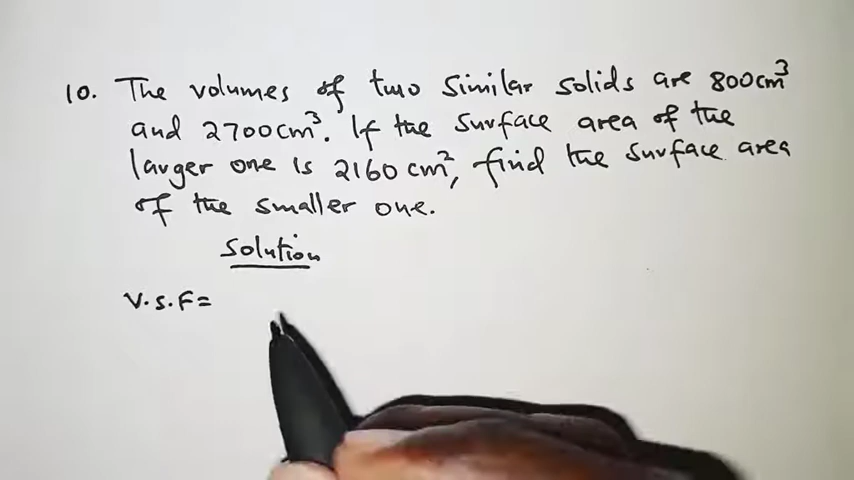 10. The volumes of two similar solids are 800cm³
and 2700cm³. If the surface area of the
larger one is 2160 cm², find the surface area
of the smaller one.
Solution
V.S.F=